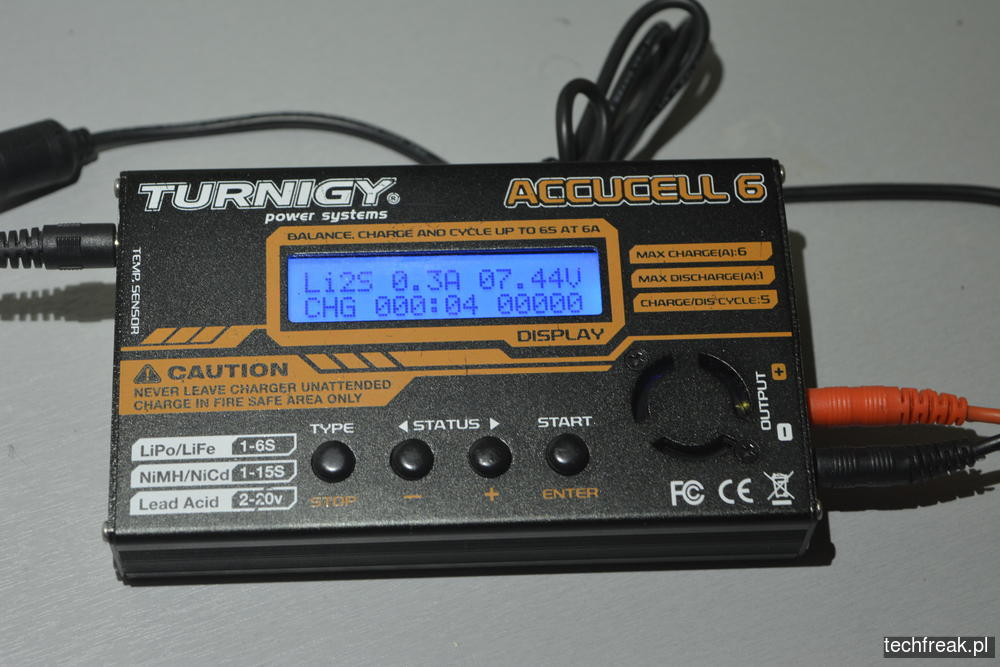 TURNIGY®
power systems
ACCUCELL 6
BALANCE, CHARGE AND CYCLE UP TO 6S AT 6A
Li2S 0.3A 07.44V
CHG 000:04 00000
DISPLAY
MAX CHARGE(A):6
MAX DISCHARGE(A):1
CHARGE/DIS CYCLE:5
TEMP. SENSOR
CAUTION
NEVER LEAVE CHARGER UNATTENDED
CHARGE IN FIRE SAFE AREA ONLY
LiPo/LiFe 1-6S
NiMH/NiCd 1-15S
Lead Acid 2-20v
TYPE
STATUS
START
STOP
−
+
ENTER
OUTPUT
+
−
FC CE
techfreak.pl